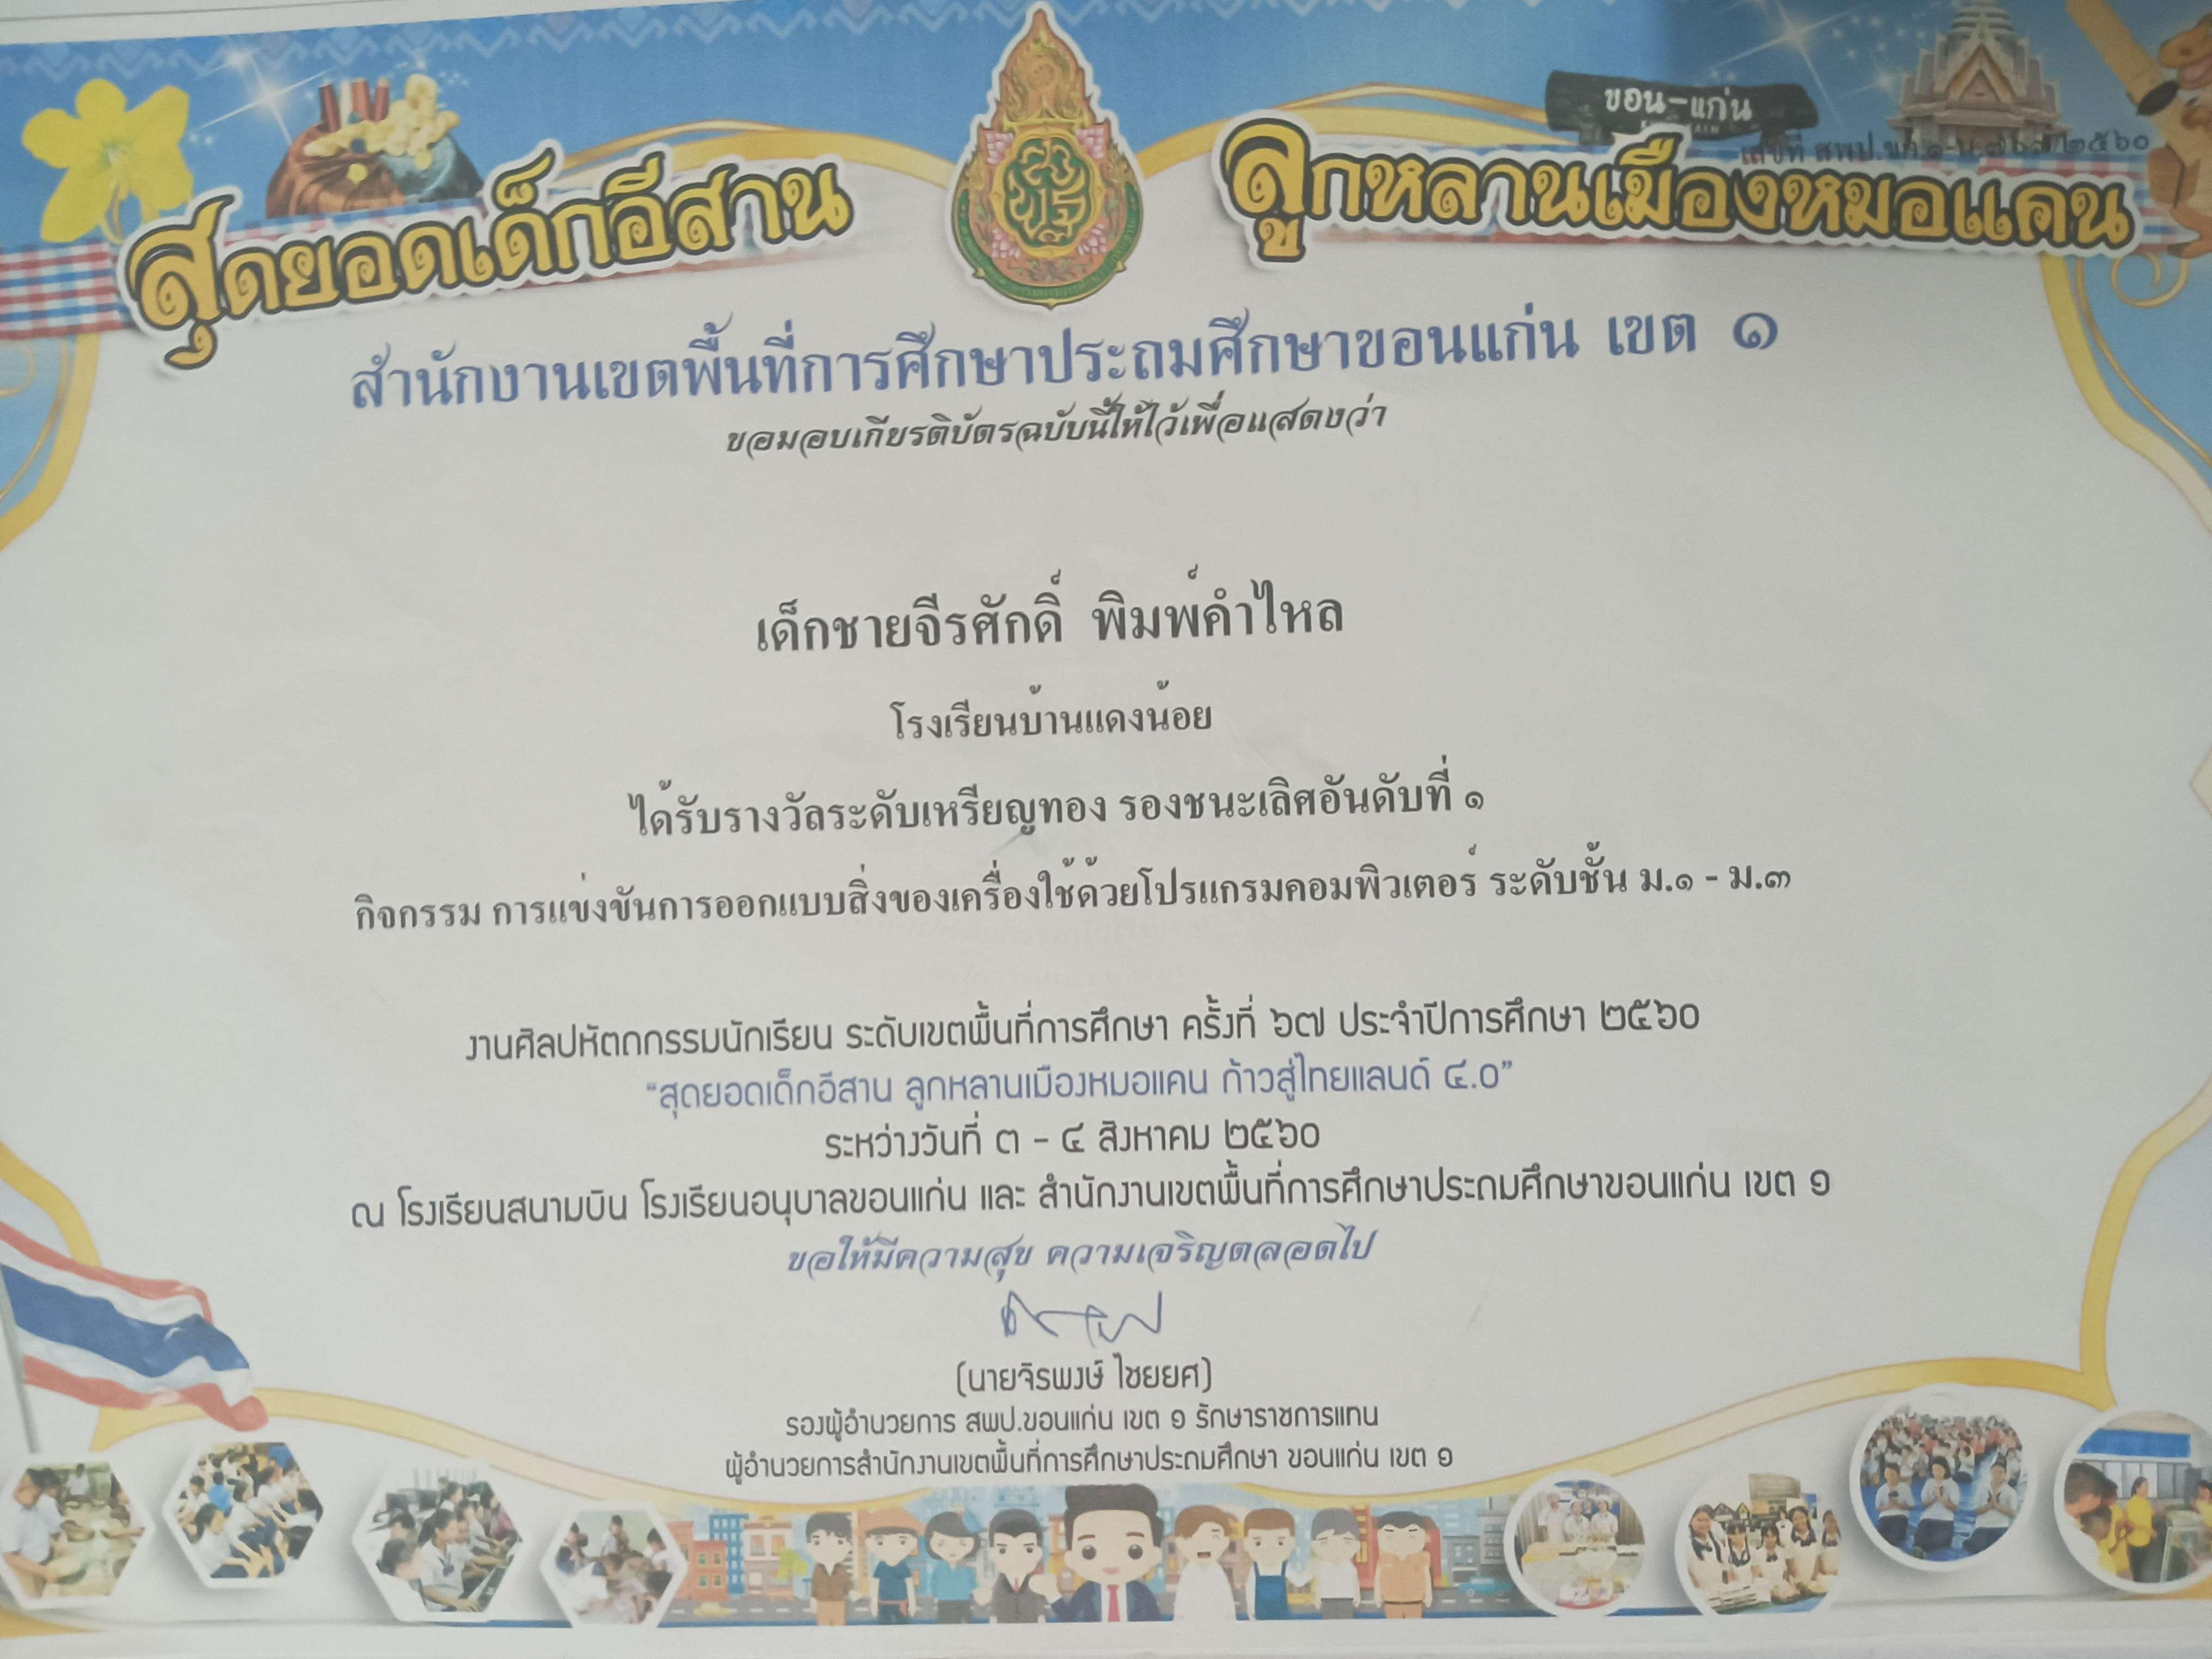 ขอน-แก่น
สุดยอดเด็กอีสาน
ลูกหลานเมืองหมอแคน
สำนักงานเขตพื้นที่การศึกษาประถมศึกษาขอนแก่น เขต ๑
ขอมอบเกียรติบัตรฉบับนี้ให้ไว้เพื่อแสดงว่า
เด็กชายจีรศักดิ์ พิมพ์คำไหล
โรงเรียนบ้านแดงน้อย
ได้รับรางวัลระดับเหรียญทอง รองชนะเลิศอันดับที่ ๑
กิจกรรม การแข่งขันการออกแบบสิ่งของเครื่องใช้ด้วยโปรแกรมคอมพิวเตอร์ ระดับชั้น ม.๑ - ม.๓
งานศิลปหัตถกรรมนักเรียน ระดับเขตพื้นที่การศึกษา ครั้งที่ ๖๗ ประจำปีการศึกษา ๒๕๖๐
“สุดยอดเด็กอีสาน ลูกหลานเมืองหมอแคน ก้าวสู่ไทยแลนด์ ๔.๐”
ระหว่างวันที่ ๓ - ๔ สิงหาคม ๒๕๖๐
ณ โรงเรียนสนามบิน โรงเรียนอนุบาลขอนแก่น และ สำนักงานเขตพื้นที่การศึกษาประถมศึกษาขอนแก่น เขต ๑
ขอให้มีความสุข ความเจริญตลอดไป
(นายจิรพงษ์ ไชยยศ)
รองผู้อำนวยการ สพป.ขอนแก่น เขต ๑ รักษาราชการแทน
ผู้อำนวยการสำนักงานเขตพื้นที่การศึกษาประถมศึกษา ขอนแก่น เขต ๑